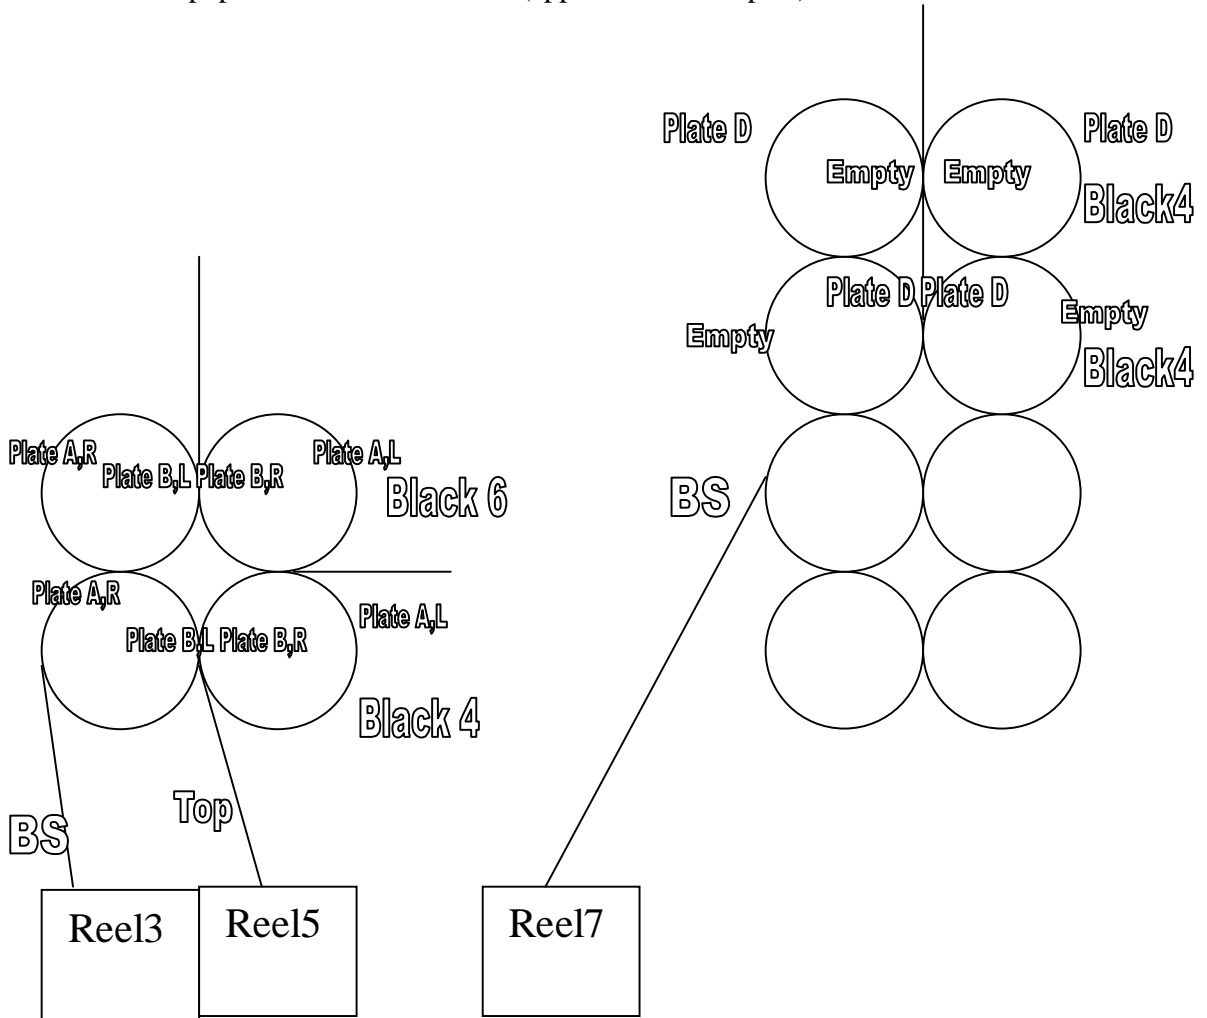 Plate D
Plate D
Empty
Empty
Black4
Plate D
Plate D
Empty
Empty
Black4
Plate A,R
Plate A,L
Plate B,L
Plate B,R
Black 6
BS
Plate A,R
Plate A,L
Plate B,L
Plate B,R
Black 4
Top
BS
Reel3
Reel5
Reel7